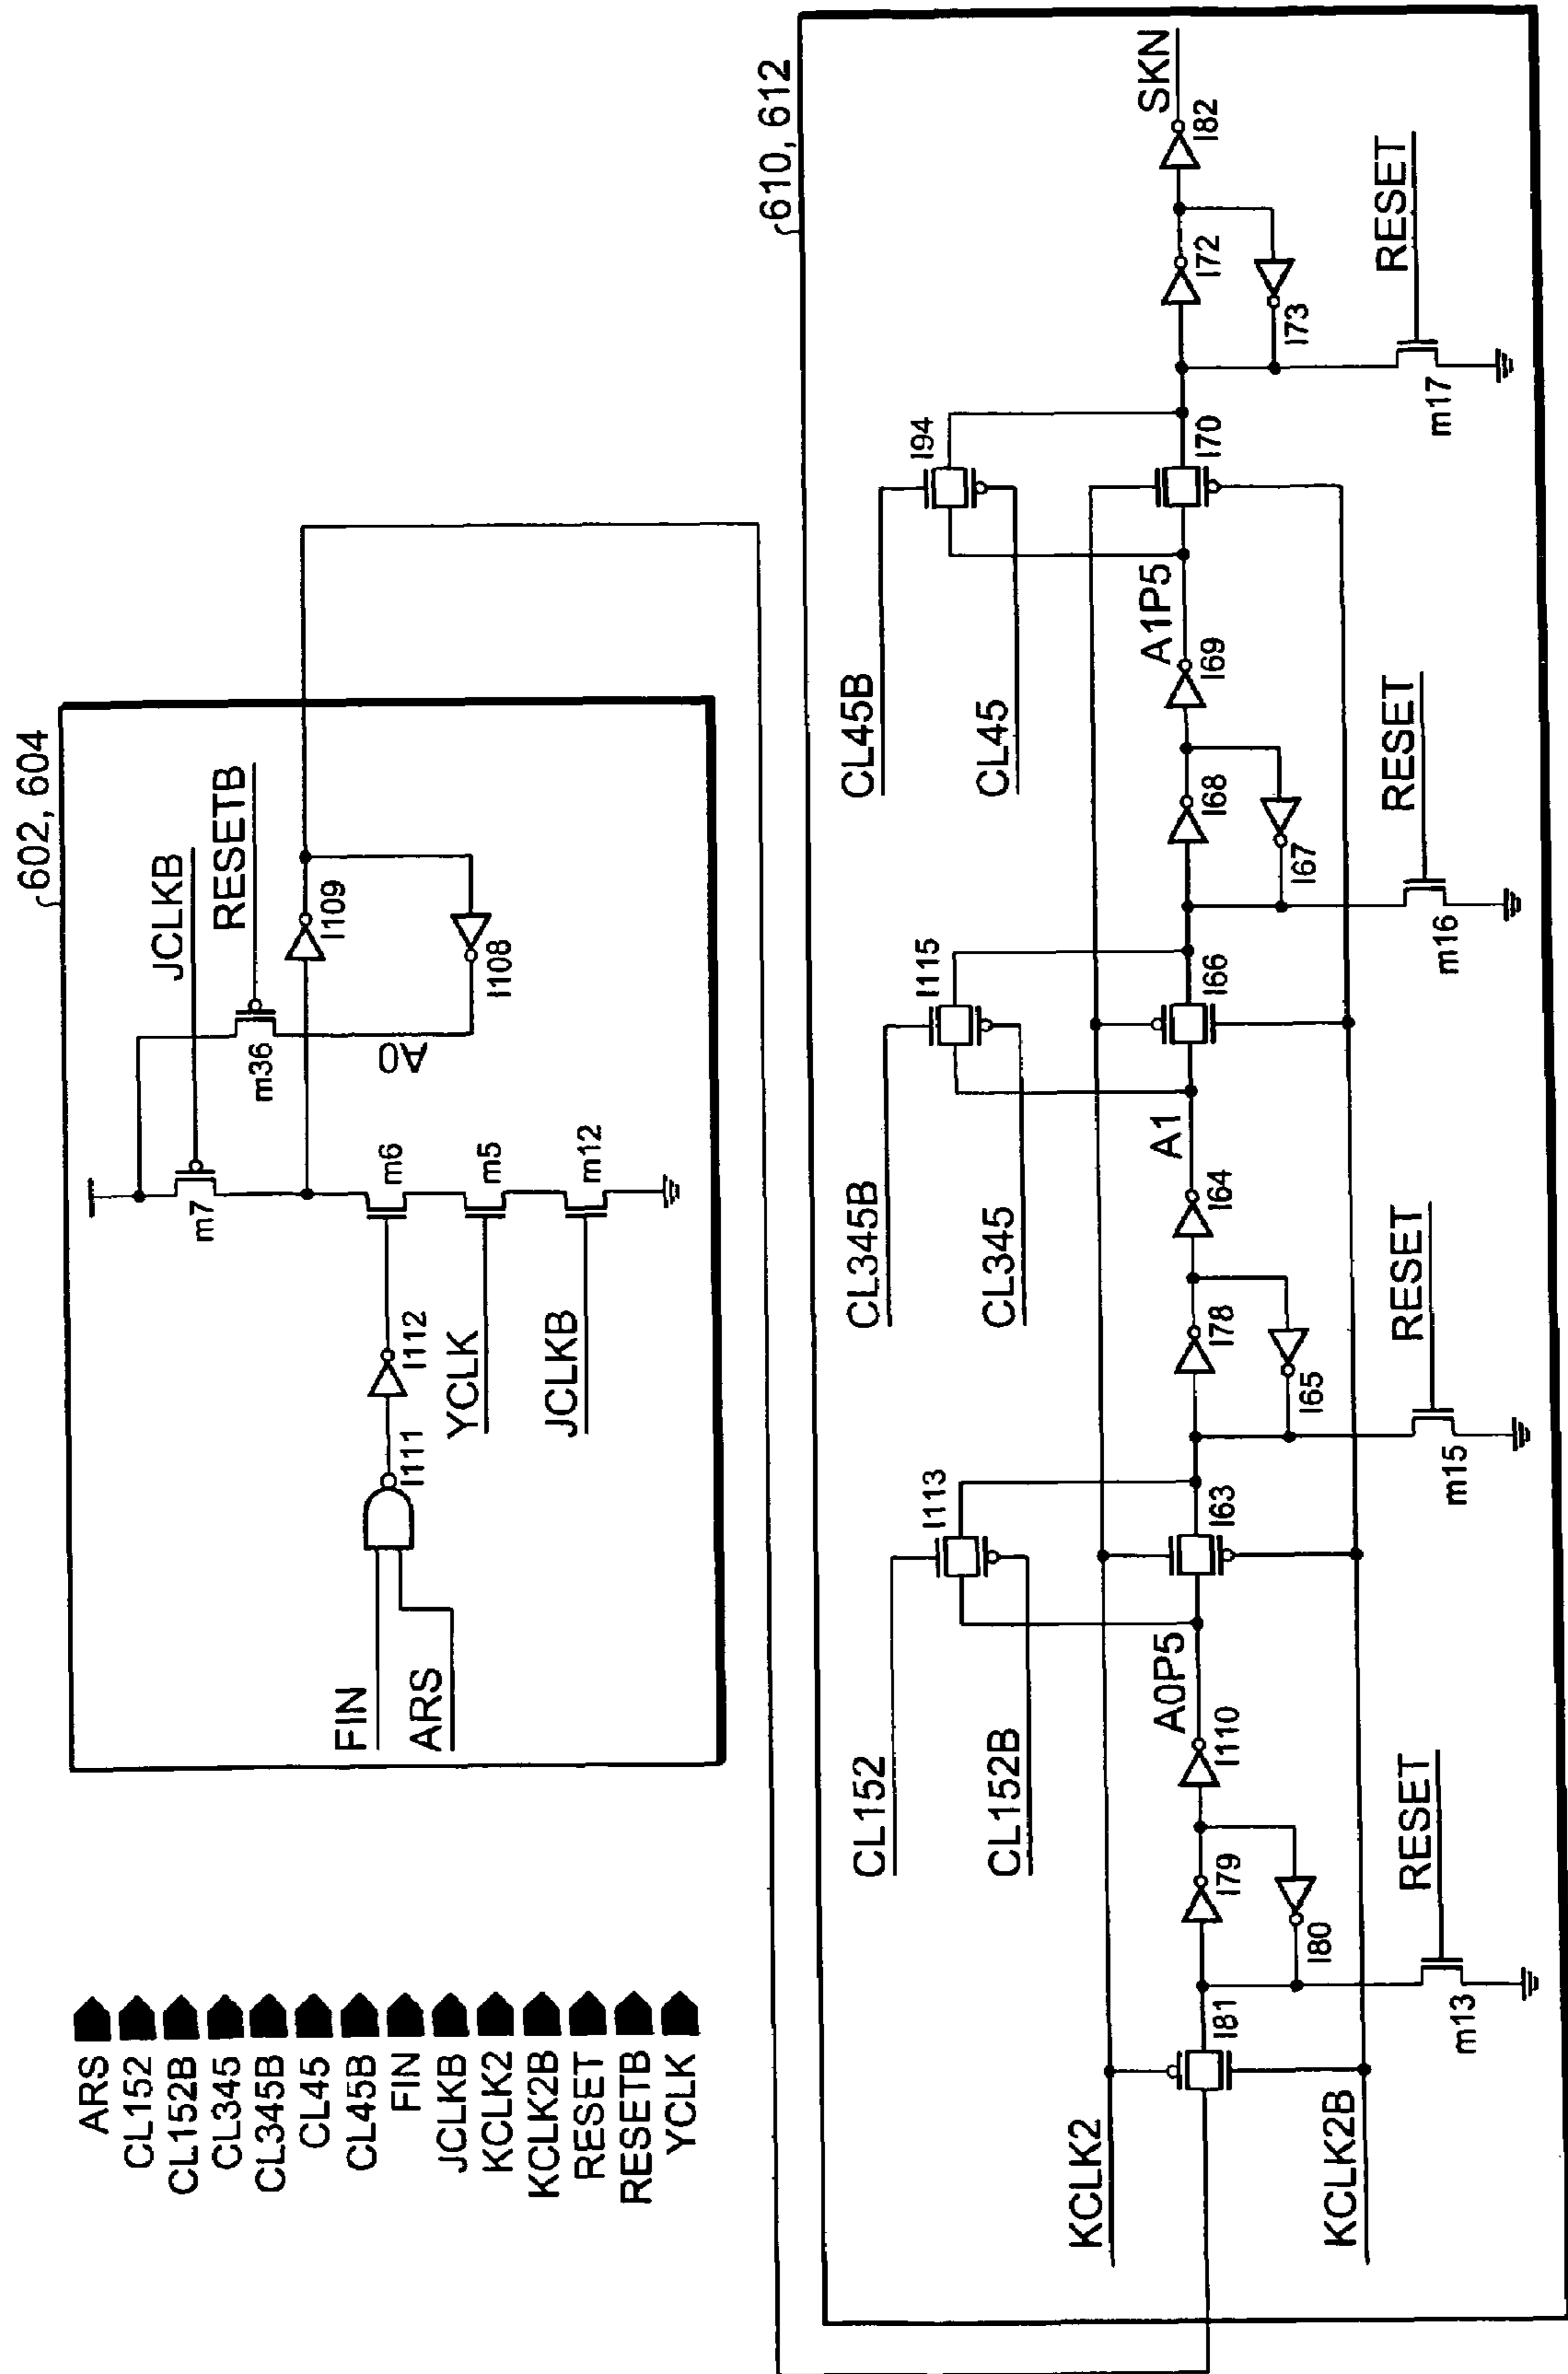 ARS
CL152
CL152B
CL345
CL345B
CL45
CL45B
FIN
JCLKB
KCLK2
KCLK2B
RESET
RESETB
YCLK
602, 604
JCLKB
RESETB
m7
m36
A0
I109
I108
m6
m5
m12
FIN
ARS
I111
I112
YCLK
JCLKB
610, 612
CL152
CL152B
I113
CL345B
CL345
I115
CL45B
CL45
I94
KCLK2
KCLK2B
I81
I79
I80
I110
A0P5
I63
I78
I65
I64
A1
I66
I68
I67
I69
A1P5
I70
I72
I73
I82
SKN
m13
RESET
m15
RESET
m16
RESET
m17
RESET